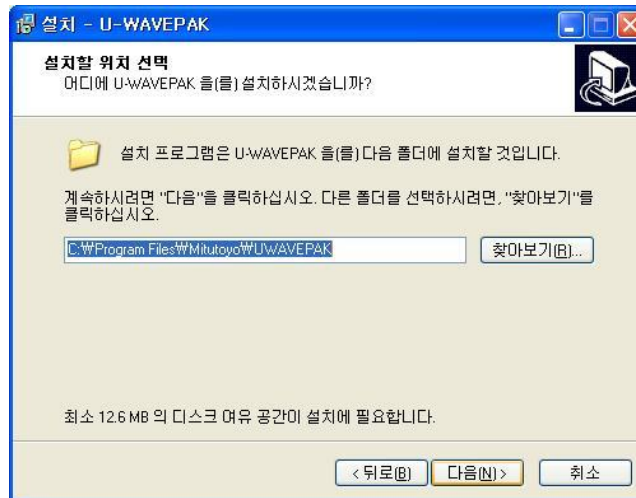 설치 - U-WAVEPAK
설치할 위치 선택
어디에 U-WAVEPAK 을(를) 설치하시겠습니까?
설치 프로그램은 U-WAVEPAK 을(를) 다음 폴더에 설치할 것입니다.
계속하시려면 "다음"을 클릭하십시오. 다른 폴더를 선택하시려면, "찾아보기"를
클릭하십시오.
C:₩Program Files₩Mitutoyo₩UWAVEPAK
찾아보기(R)...
최소 12.6 MB 의 디스크 여유 공간이 설치에 필요합니다.
< 뒤로(B)
다음(N) >
취소